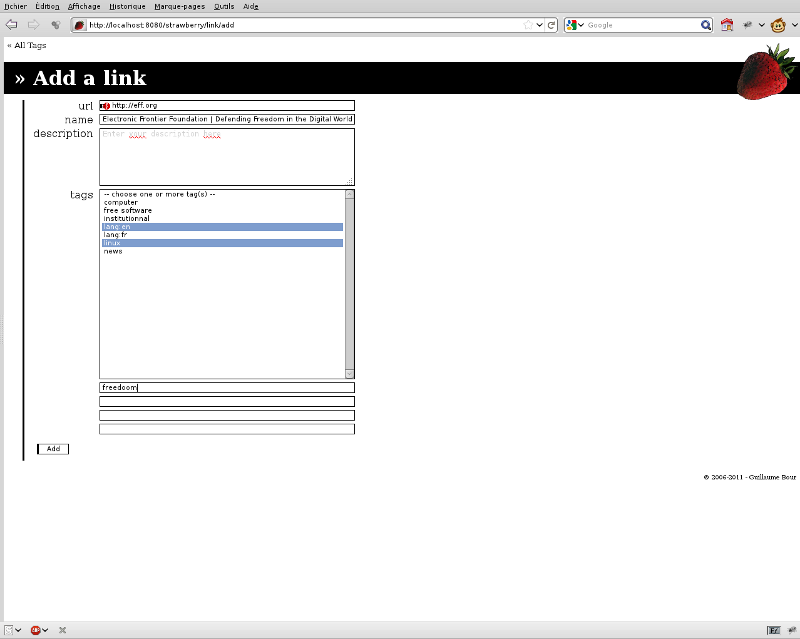 Fichier Édition Affichage Historique Marque-pages Outils Aide
http://localhost:8080/strawberry/link/add
Google
« All Tags
» Add a link
url http://eff.org
name Electronic Frontier Foundation | Defending Freedom in the Digital World
description Enter your description here
tags -- choose one or more tag(s) --
computer
free software
institutionnal
lang:en
lang:fr
linux
news
freedoom
Add
© 2006-2011 - Guillaume Bour